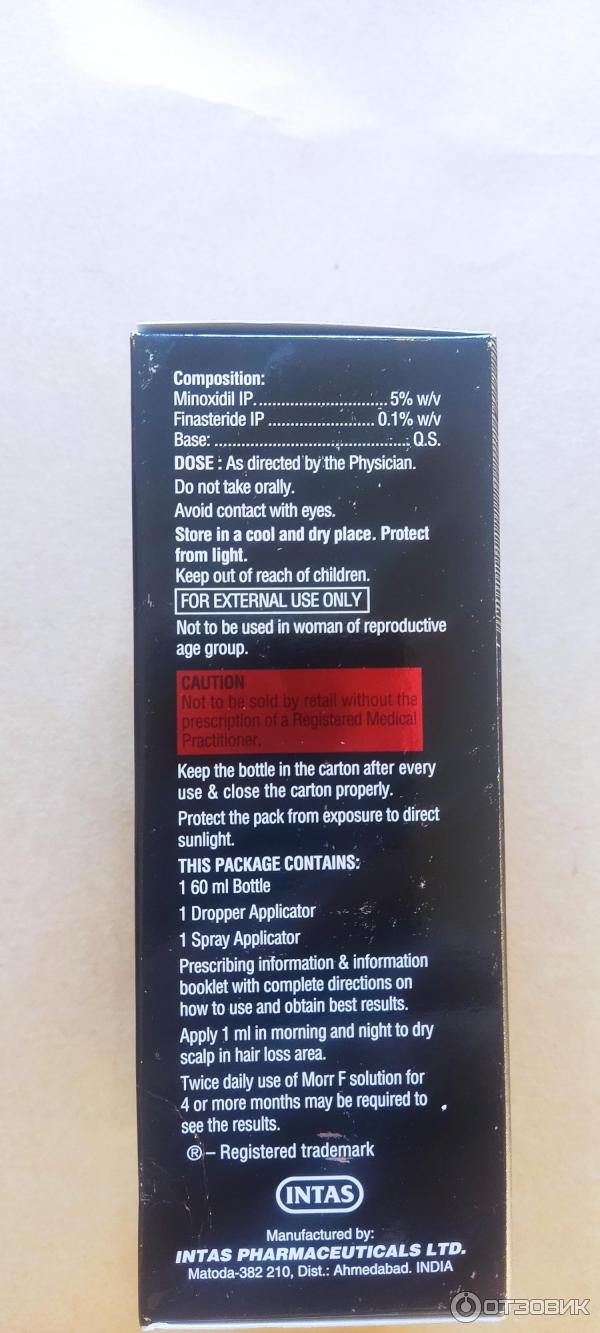 Composition:
Minoxidil IP............................5% w/v
Finasteride IP ....................... 0.1% w/v
Base: .......................................... Q.S.
DOSE : As directed by the Physician.
Do not take orally.
Avoid contact with eyes.
Store in a cool and dry place. Protect
from light.
Keep out of reach of children.
FOR EXTERNAL USE ONLY
Not to be used in woman of reproductive
age group.
CAUTION
Not to be sold by retail without the
prescription of a Registered Medical
Practitioner.
Keep the bottle in the carton after every
use & close the carton properly.
Protect the pack from exposure to direct
sunlight.
THIS PACKAGE CONTAINS:
1 60 ml Bottle
1 Dropper Applicator
1 Spray Applicator
Prescribing information & information
booklet with complete directions on
how to use and obtain best results.
Apply 1 ml in morning and night to dry
scalp in hair loss area.
Twice daily use of Morr F solution for
4 or more months may be required to
see the results.
® – Registered trademark
INTAS
Manufactured by:
INTAS PHARMACEUTICALS LTD.
Matoda-382 210, Dist.: Ahmedabad. INDIA
ОТЗОВИК